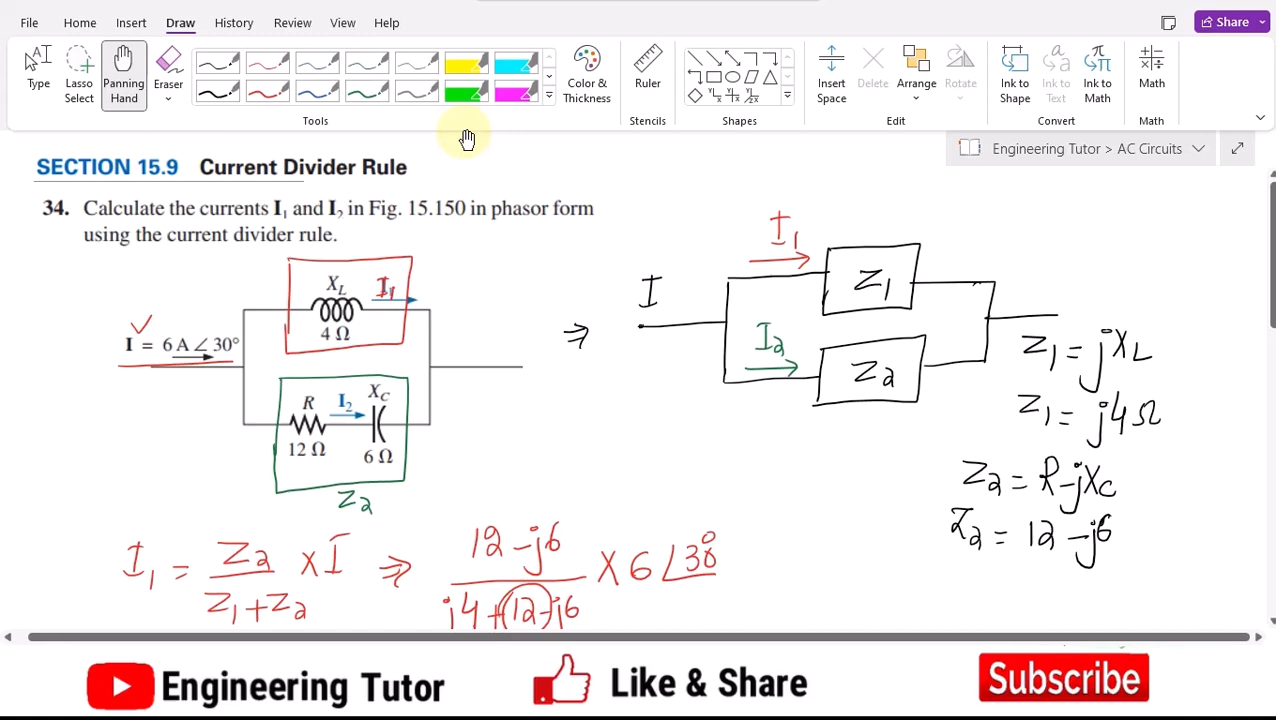 File Home Insert Draw History Review View Help
Share
Type
Lasso Select
Panning Hand
Eraser
Color & Thickness
Ruler
Insert Space
Delete
Arrange
Rotate
Ink to Shape
Ink to Text
Ink to Math
Math
Tools
Stencils
Shapes
Edit
Convert
Math
Engineering Tutor > AC Circuits
SECTION 15.9 Current Divider Rule
34. Calculate the currents I₁ and I₂ in Fig. 15.150 in phasor form
using the current divider rule.
X_L I₁
4 Ω
I = 6 A∠30°
R I₂ X_C
12 Ω 6 Ω
Z₂
I
I₁
Z₁
I₂
Z₂
⇒
Z₁ = jX_L
Z₁ = j4Ω
Z₂ = R-jX_C
Z₂ = 12-j6
I₁ = Z₂ / (Z₁+Z₂) × I ⇒ (12-j6) / (j4+(12-j6) × 6∠30°
Engineering Tutor
Like & Share
Subscribe